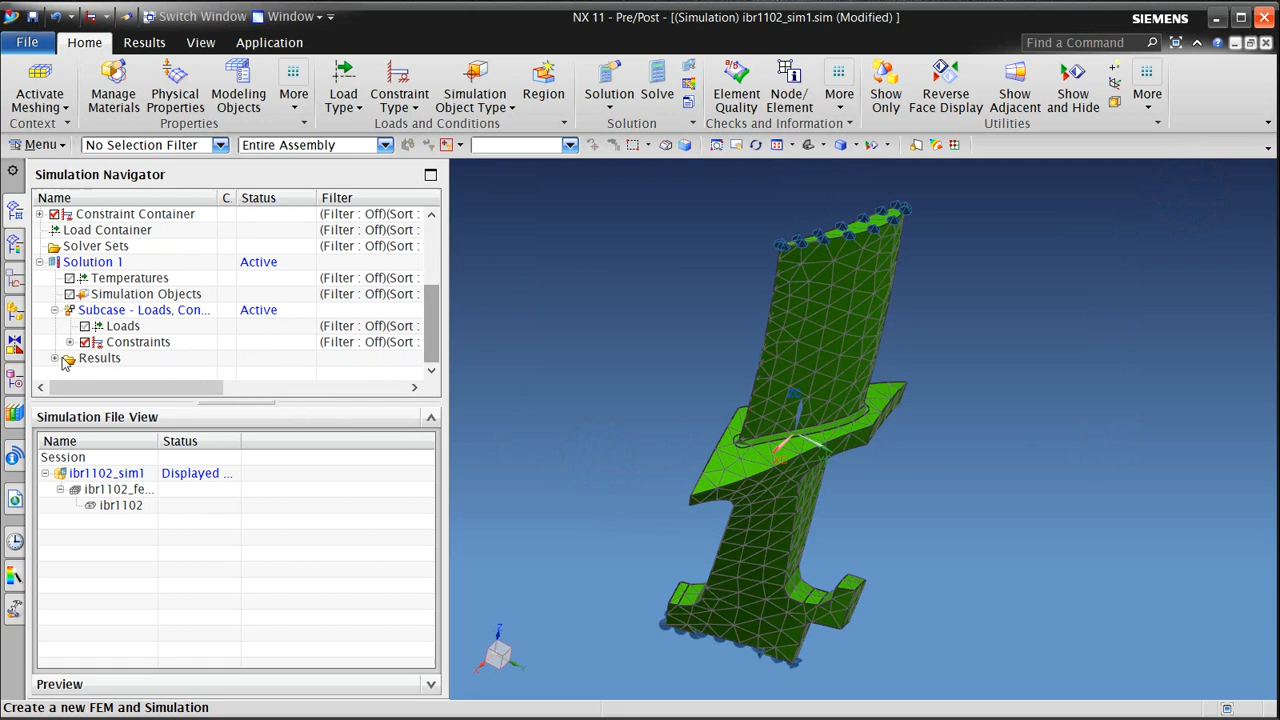 Switch Window Window NX 11 - Pre/Post - [(Simulation) ibr1102_sim1.sim (Modified) ] SIEMENS
File Home Results View Application Find a Command
Activate Meshing Manage Materials Physical Properties Modeling Objects More Load Type Constraint Type Simulation Object Type Region Solution Solve Element Quality Node/ Element More Show Only Reverse Face Display Show Adjacent Show and Hide More
Context Properties Loads and Conditions Solution Checks and Information Utilities
Menu No Selection Filter Entire Assembly
Simulation Navigator
Name C. Status Filter
Constraint Container (Filter : Off)(Sort :
Load Container (Filter : Off)(Sort :
Solver Sets (Filter : Off)(Sort :
Solution 1 Active
Temperatures (Filter : Off)(Sort :
Simulation Objects (Filter : Off)(Sort :
Subcase - Loads, Con... Active
Loads (Filter : Off)(Sort :
Constraints (Filter : Off)(Sort :
Results
Simulation File View
Name Status
Session
ibr1102_sim1 Displayed ...
ibr1102_fe...
ibr1102
Preview
Create a new FEM and Simulation